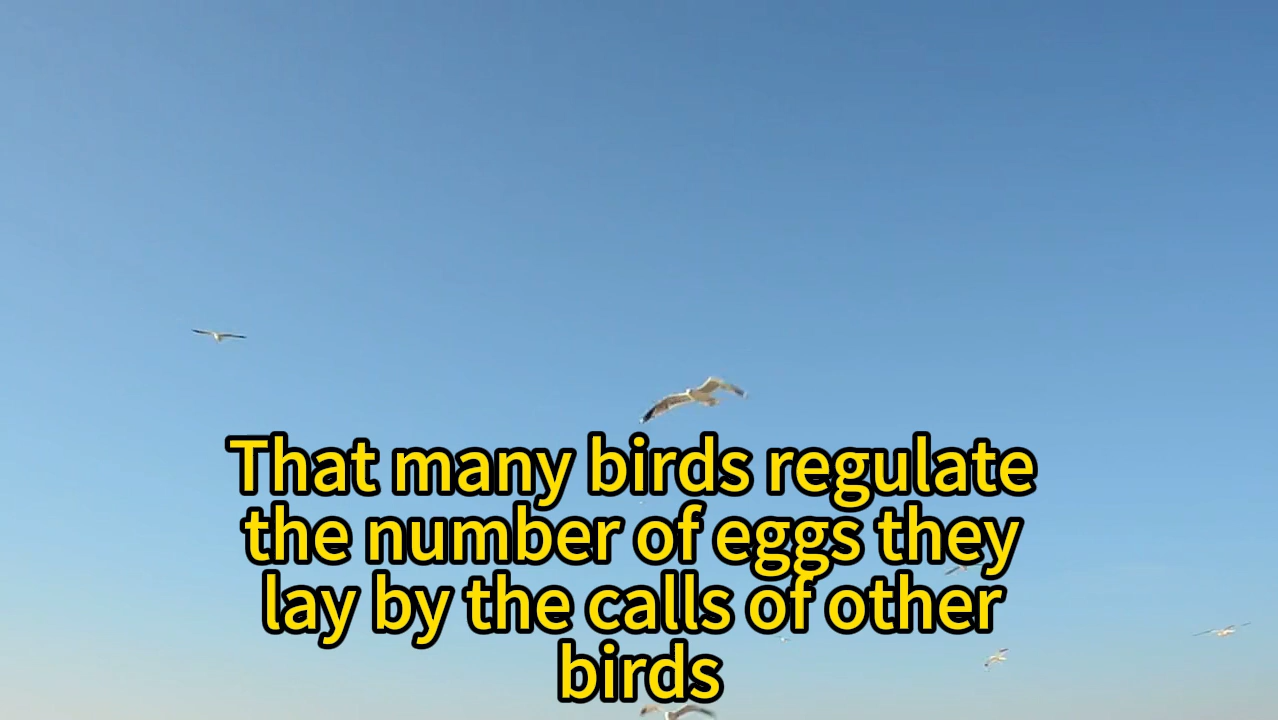 That many birds regulate
the number of eggs they
lay by the calls of other
birds